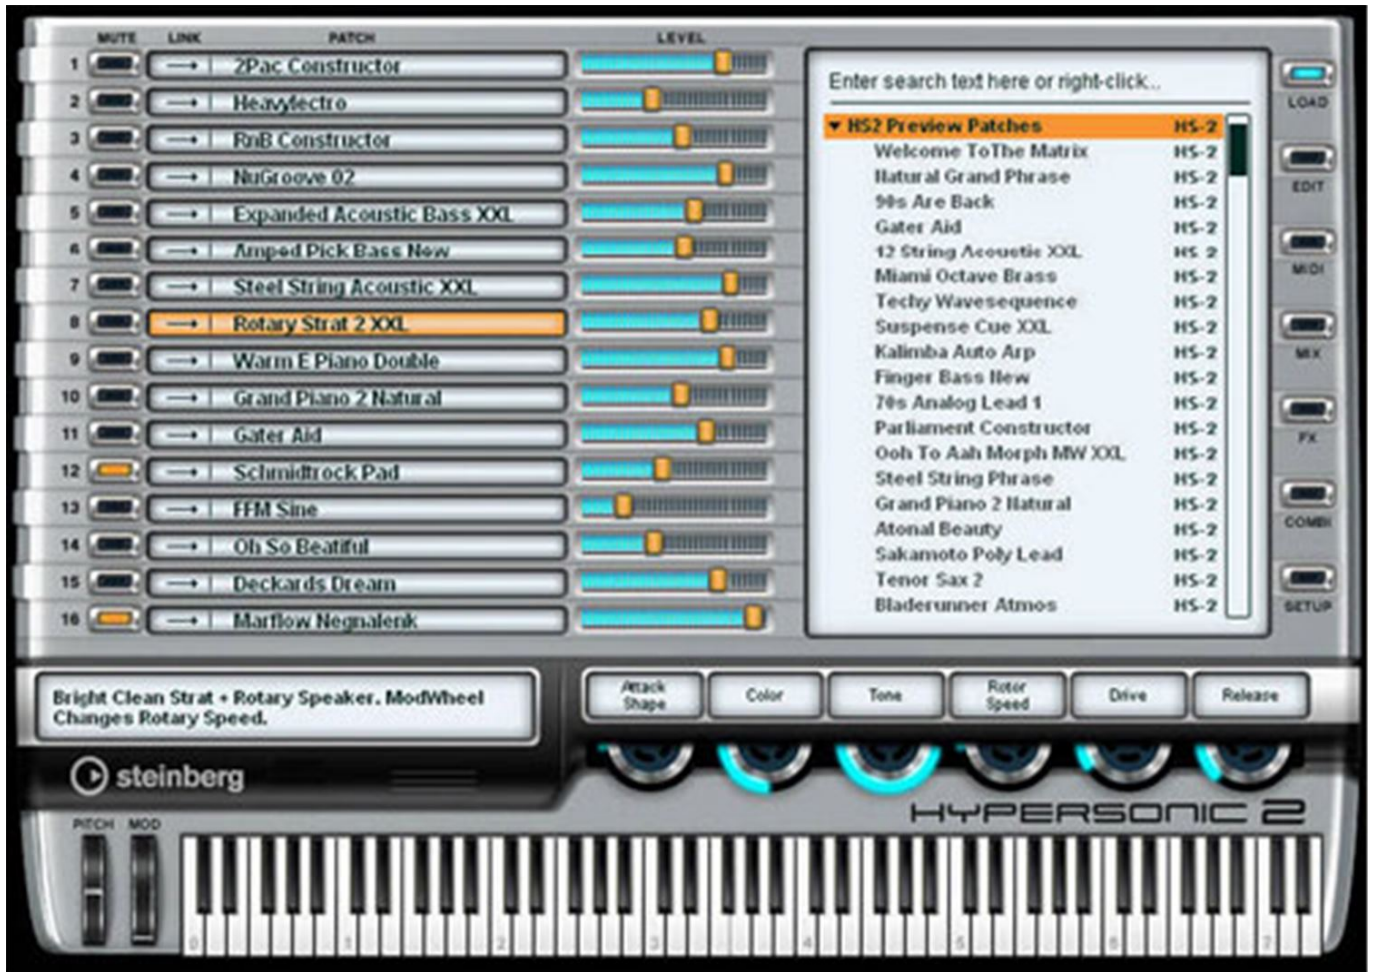 MUTE LINK PATCH LEVEL
1 2Pac Constructor
2 Heavylectro
3 RnB Constructor
4 NuGroove 02
5 Expanded Acoustic Bass XXL
6 Amped Pick Bass New
7 Steel String Acoustic XXL
8 Rotary Strat 2 XXL
9 Warm E Piano Double
10 Grand Piano 2 Natural
11 Gater Aid
12 Schmidtrock Pad
13 FFM Sine
14 Oh So Beatiful
15 Deckards Dream
16 Marflow Negnalenk
Enter search text here or right-click...
HS2 Preview Patches HS-2
Welcome ToThe Matrix HS-2
Natural Grand Phrase HS-2
90s Are Back HS-2
Gater Aid HS-2
12 String Acoustic XXL HS-2
Miami Octave Brass HS-2
Techy Wavesequence HS-2
Suspense Cue XXL HS-2
Kalimba Auto Arp HS-2
Finger Bass New HS-2
70s Analog Lead 1 HS-2
Parliament Constructor HS-2
Ooh To Aah Morph MW XXL HS-2
Steel String Phrase HS-2
Grand Piano 2 Natural HS-2
Atonal Beauty HS-2
Sakamoto Poly Lead HS-2
Tenor Sax 2 HS-2
Bladerunner Atmos HS-2
LOAD
EDIT
MIDI
MIX
FX
COMBI
SETUP
Bright Clean Strat + Rotary Speaker. ModWheel
Changes Rotary Speed.
Attack
Shape
Color
Tone
Rotor
Speed
Drive
Release
steinberg
HYPERSONIC 2
PITCH MOD
0 1 2 3 4 5 6 7